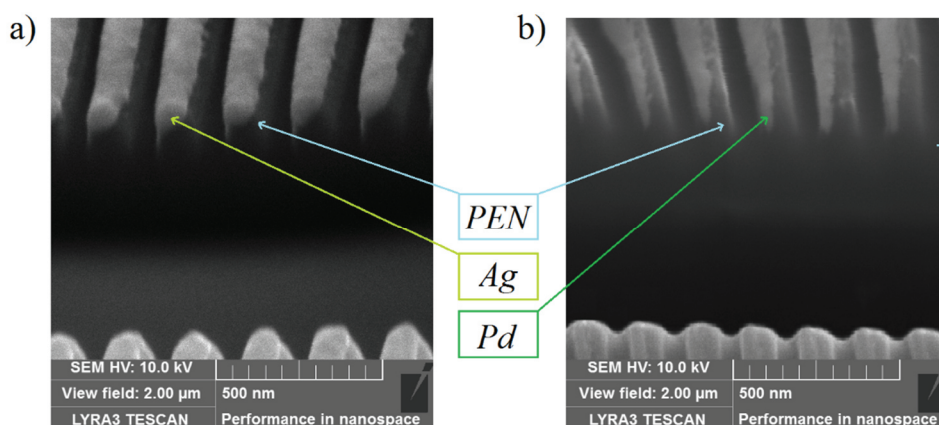 a)
b)
PEN
Ag
Pd
SEM HV: 10.0 kV
View field: 2.00 µm
500 nm
LYRA3 TESCAN
Performance in nanospace
SEM HV: 10.0 kV
View field: 2.00 µm
500 nm
LYRA3 TESCAN
Performance in nanospace